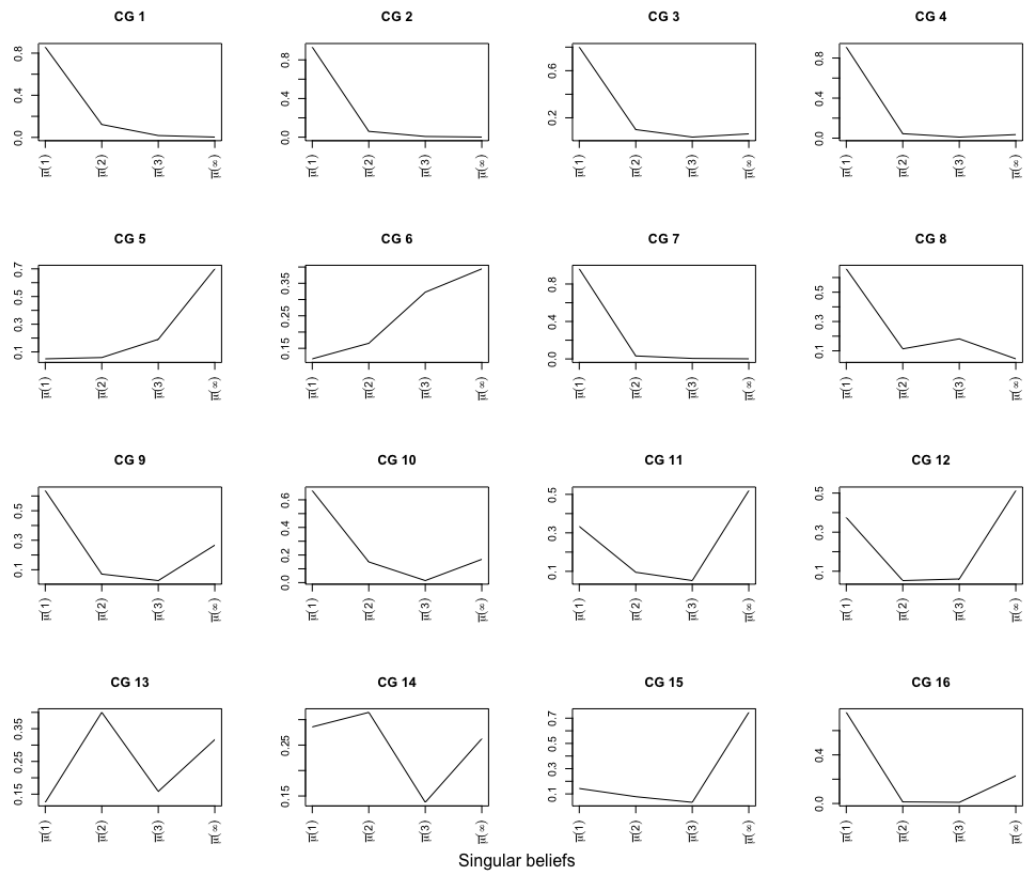 CG 1 CG 2 CG 3 CG 4
0.0 0.4 0.8 0.0 0.4 0.8 0.2 0.6 0.0 0.4 0.8
μ̅(1) μ̅(2) μ̅(3) μ̅(∞) μ̅(1) μ̅(2) μ̅(3) μ̅(∞) μ̅(1) μ̅(2) μ̅(3) μ̅(∞) μ̅(1) μ̅(2) μ̅(3) μ̅(∞)
CG 5 CG 6 CG 7 CG 8
0.1 0.3 0.5 0.7 0.15 0.25 0.35 0.0 0.4 0.8 0.1 0.3 0.5
μ̅(1) μ̅(2) μ̅(3) μ̅(∞) μ̅(1) μ̅(2) μ̅(3) μ̅(∞) μ̅(1) μ̅(2) μ̅(3) μ̅(∞) μ̅(1) μ̅(2) μ̅(3) μ̅(∞)
CG 9 CG 10 CG 11 CG 12
0.1 0.3 0.5 0.0 0.2 0.4 0.6 0.1 0.3 0.5 0.1 0.3 0.5
μ̅(1) μ̅(2) μ̅(3) μ̅(∞) μ̅(1) μ̅(2) μ̅(3) μ̅(∞) μ̅(1) μ̅(2) μ̅(3) μ̅(∞) μ̅(1) μ̅(2) μ̅(3) μ̅(∞)
CG 13 CG 14 CG 15 CG 16
0.15 0.25 0.35 0.15 0.25 0.1 0.3 0.5 0.7 0.0 0.4
μ̅(1) μ̅(2) μ̅(3) μ̅(∞) μ̅(1) μ̅(2) μ̅(3) μ̅(∞) μ̅(1) μ̅(2) μ̅(3) μ̅(∞) μ̅(1) μ̅(2) μ̅(3) μ̅(∞)
Singular beliefs